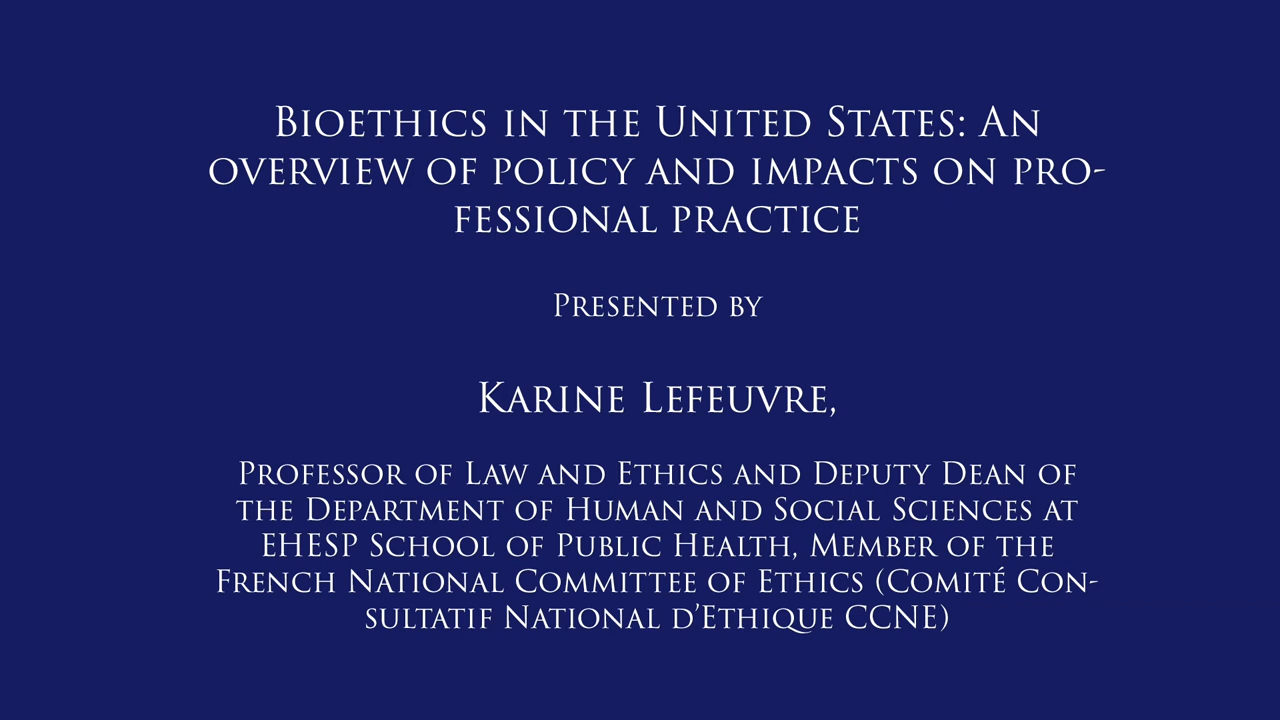 Bioethics in the United States: An
overview of policy and impacts on pro-
fessional practice
Presented by
Karine Lefeuvre,
Professor of Law and Ethics and Deputy Dean of
the Department of Human and Social Sciences at
EHESP School of Public Health, Member of the
French National Committee of Ethics (Comité Con-
sultatif National d’Ethique CCNE)